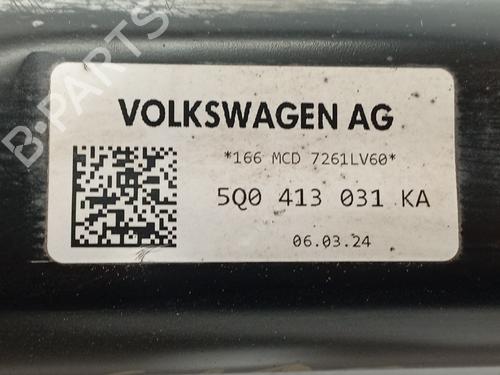 B-PARTS
VOLKSWAGEN AG
*166 MCD 7261LV60*
5Q0 413 031 KA
06.03.24